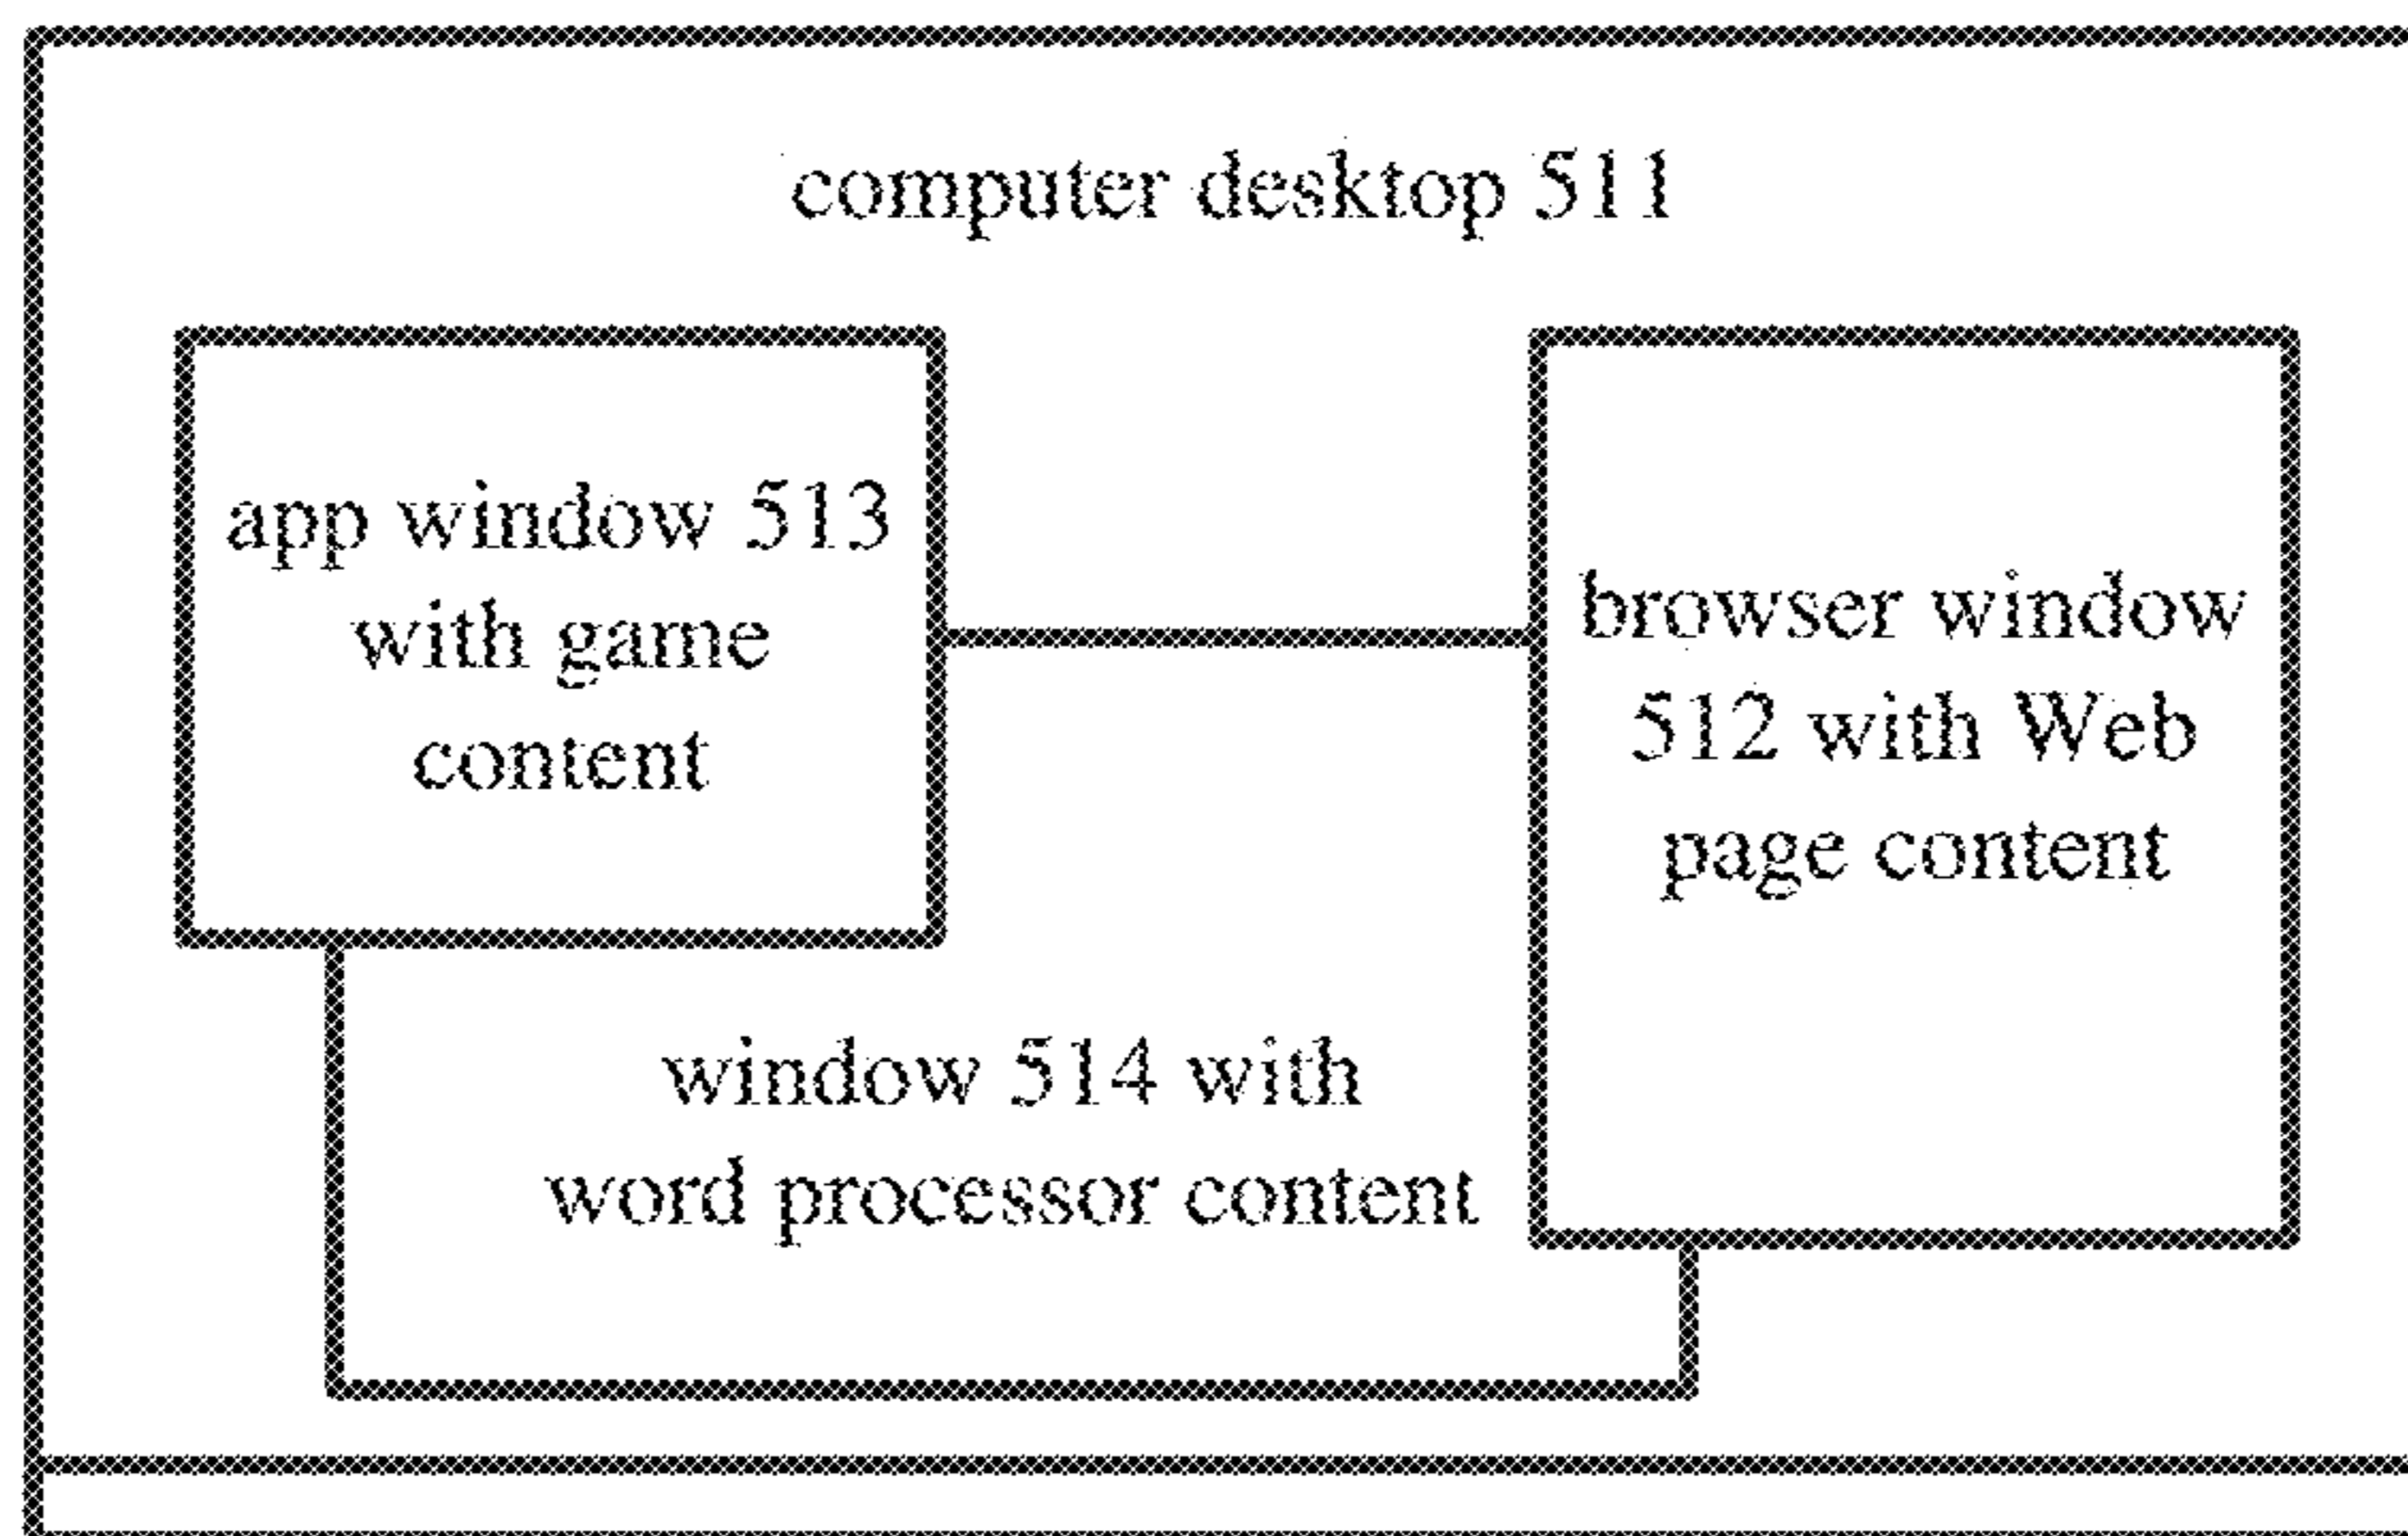 computer desktop 511
app window 513
with game
content
browser window
512 with Web
page content
window 514 with
word processor content